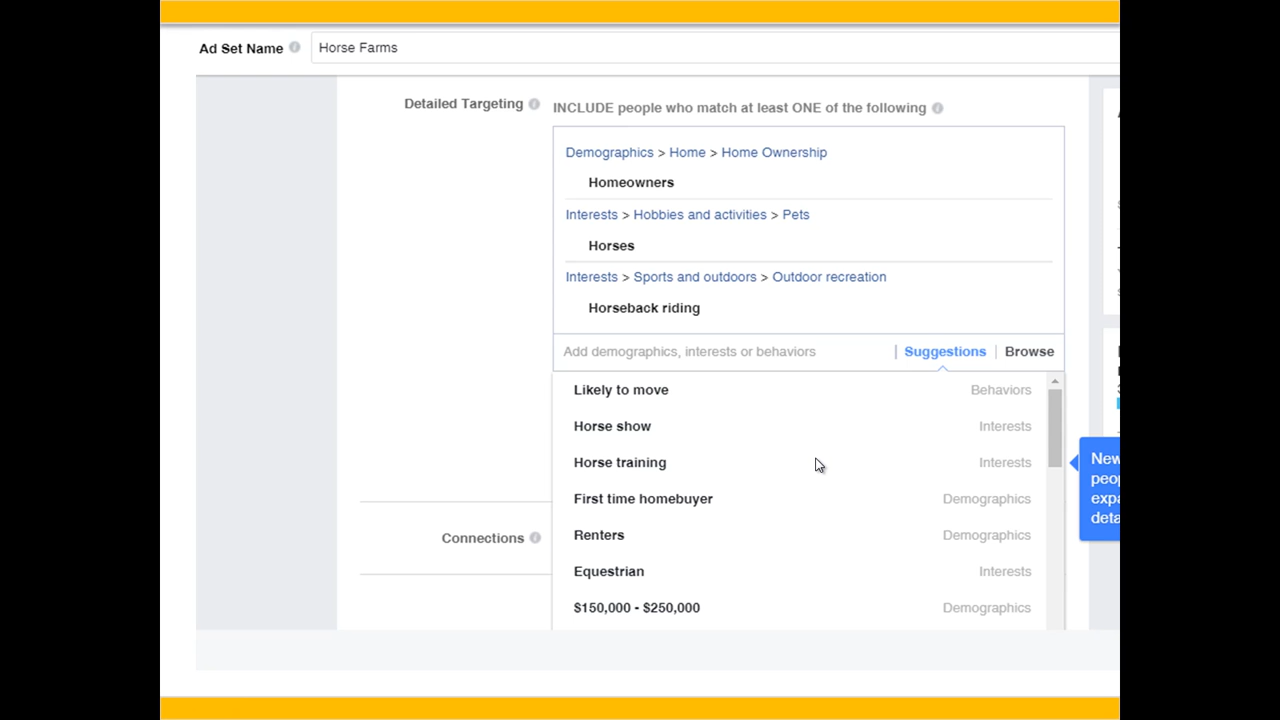 Ad Set Name
Horse Farms
Detailed Targeting
INCLUDE people who match at least ONE of the following
Demographics > Home > Home Ownership
Homeowners
Interests > Hobbies and activities > Pets
Horses
Interests > Sports and outdoors > Outdoor recreation
Horseback riding
Add demographics, interests or behaviors | Suggestions | Browse
Likely to move Behaviors
Horse show Interests
Horse training Interests
First time homebuyer Demographics
Renters Demographics
Equestrian Interests
$150,000 - $250,000 Demographics
Connections
New